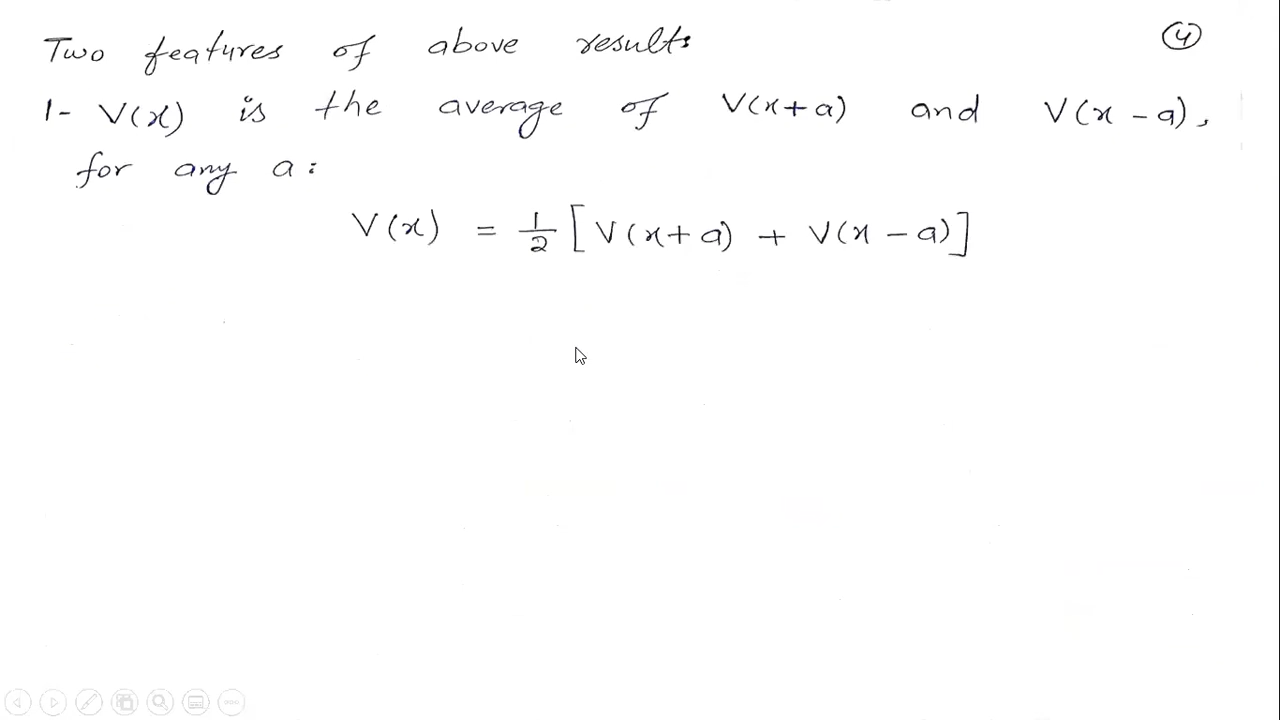 Two features of above results
4
1- V(x) is the average of V(x+a) and V(x-a),
for any a:
V(x) = 1/2 [V(x+a) + V(x-a)]